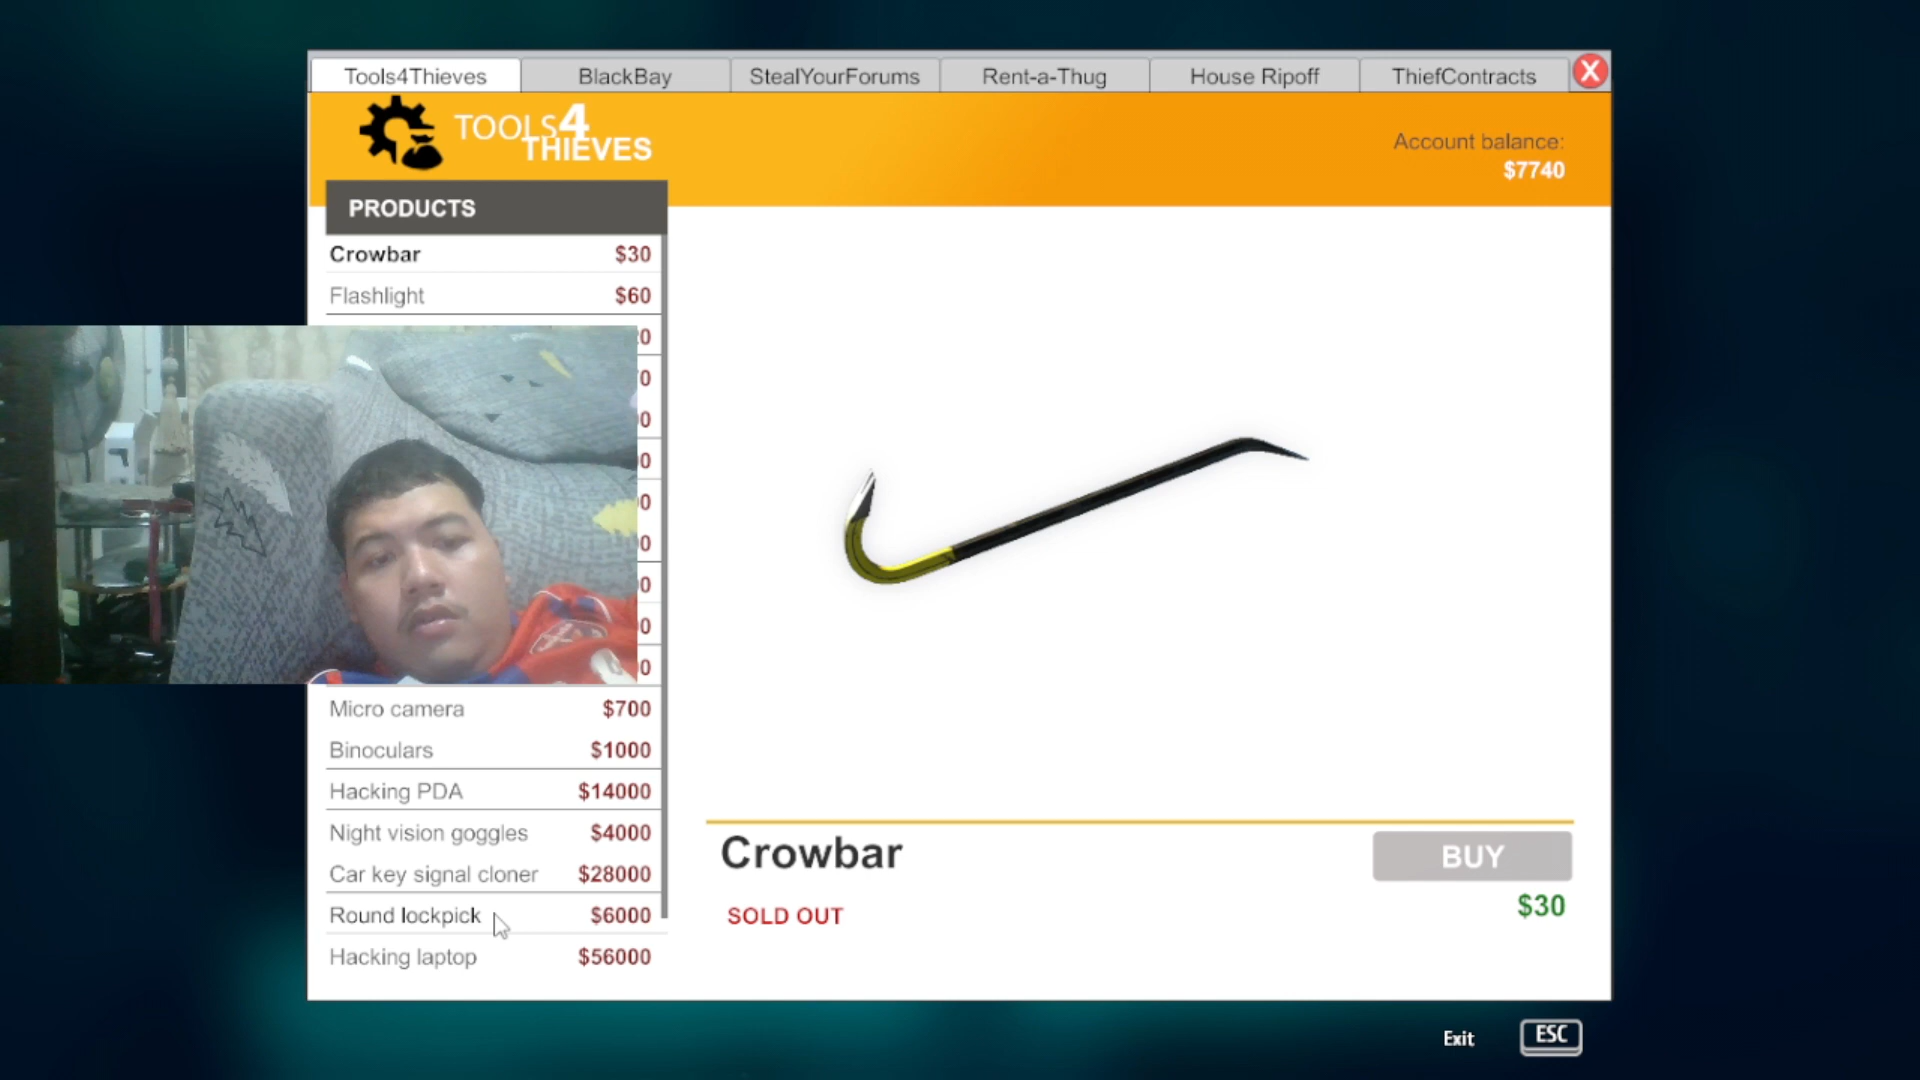 Tools4Thieves BlackBay StealYourForums Rent-a-Thug House Ripoff ThiefContracts X
TOOLS4
THIEVES
Account balance:
$7740
PRODUCTS
Crowbar $30
Flashlight $60
Micro camera $700
Binoculars $1000
Hacking PDA $14000
Night vision goggles $4000
Car key signal cloner $28000
Round lockpick $6000
Hacking laptop $56000
Crowbar
BUY
SOLD OUT
$30
Exit ESC